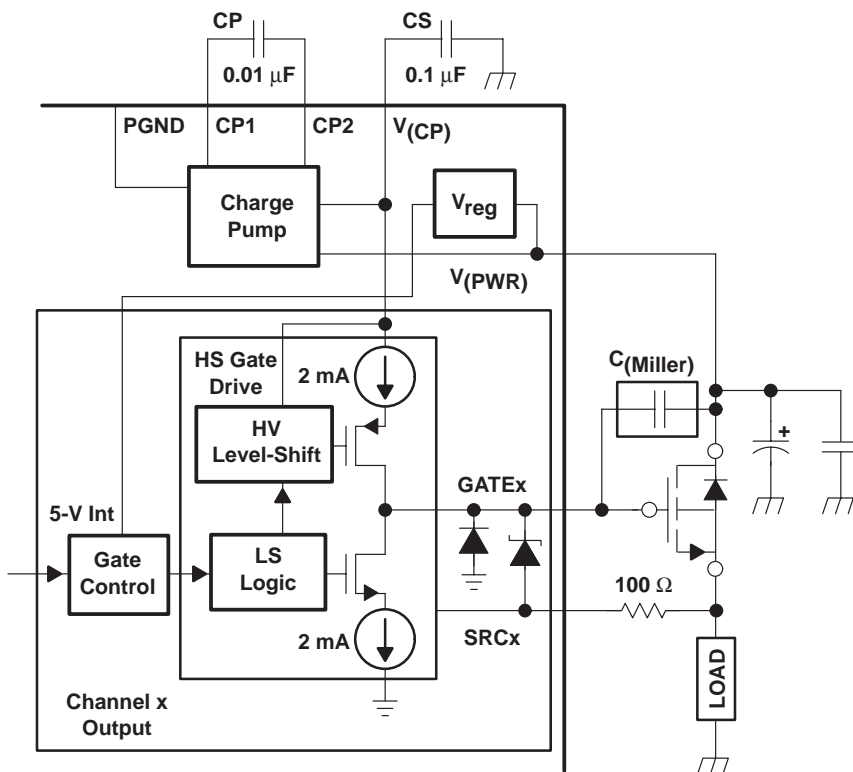 CP
CS
0.01 μF
0.1 μF
PGND
CP1
CP2
V(CP)
Charge
Pump
Vreg
V(PWR)
HS Gate
Drive
2 mA
C(Miller)
HV
Level-Shift
+
GATEx
5-V Int
Gate
Control
LS
Logic
100 Ω
2 mA
SRCx
LOAD
Channel x
Output